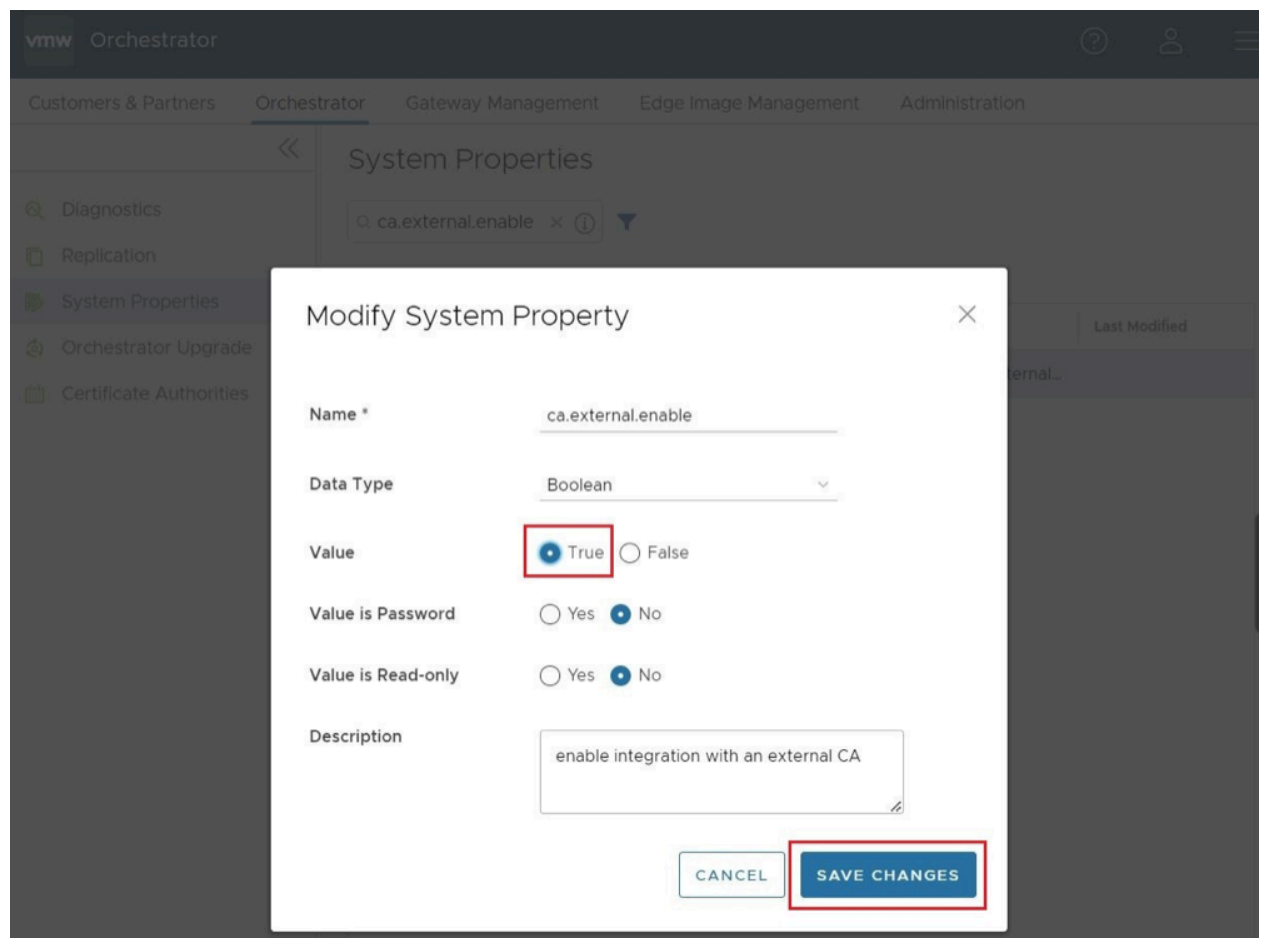 vmw Orchestrator
Customers & Partners Orchestrator Gateway Management Edge Image Management Administration
System Properties
Diagnostics
ca.external.enable
Replication
System Properties
Orchestrator Upgrade
Certificate Authorities
Last Modified
ternal...
Modify System Property
Name * ca.external.enable
Data Type Boolean
Value True False
Value is Password Yes No
Value is Read-only Yes No
Description enable integration with an external CA
CANCEL SAVE CHANGES